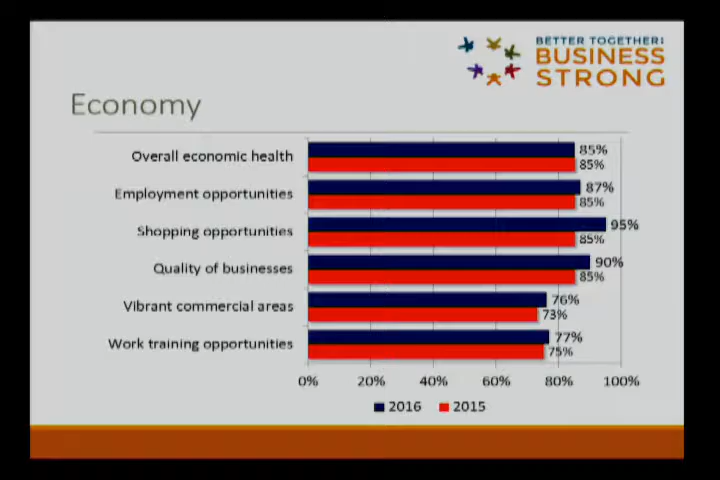 BETTER TOGETHER:
BUSINESS
STRONG
Economy
Overall economic health 85%
85%
Employment opportunities 87%
85%
Shopping opportunities 95%
85%
Quality of businesses 90%
85%
Vibrant commercial areas 76%
73%
Work training opportunities 77%
75%
0% 20% 40% 60% 80% 100%
2016 2015